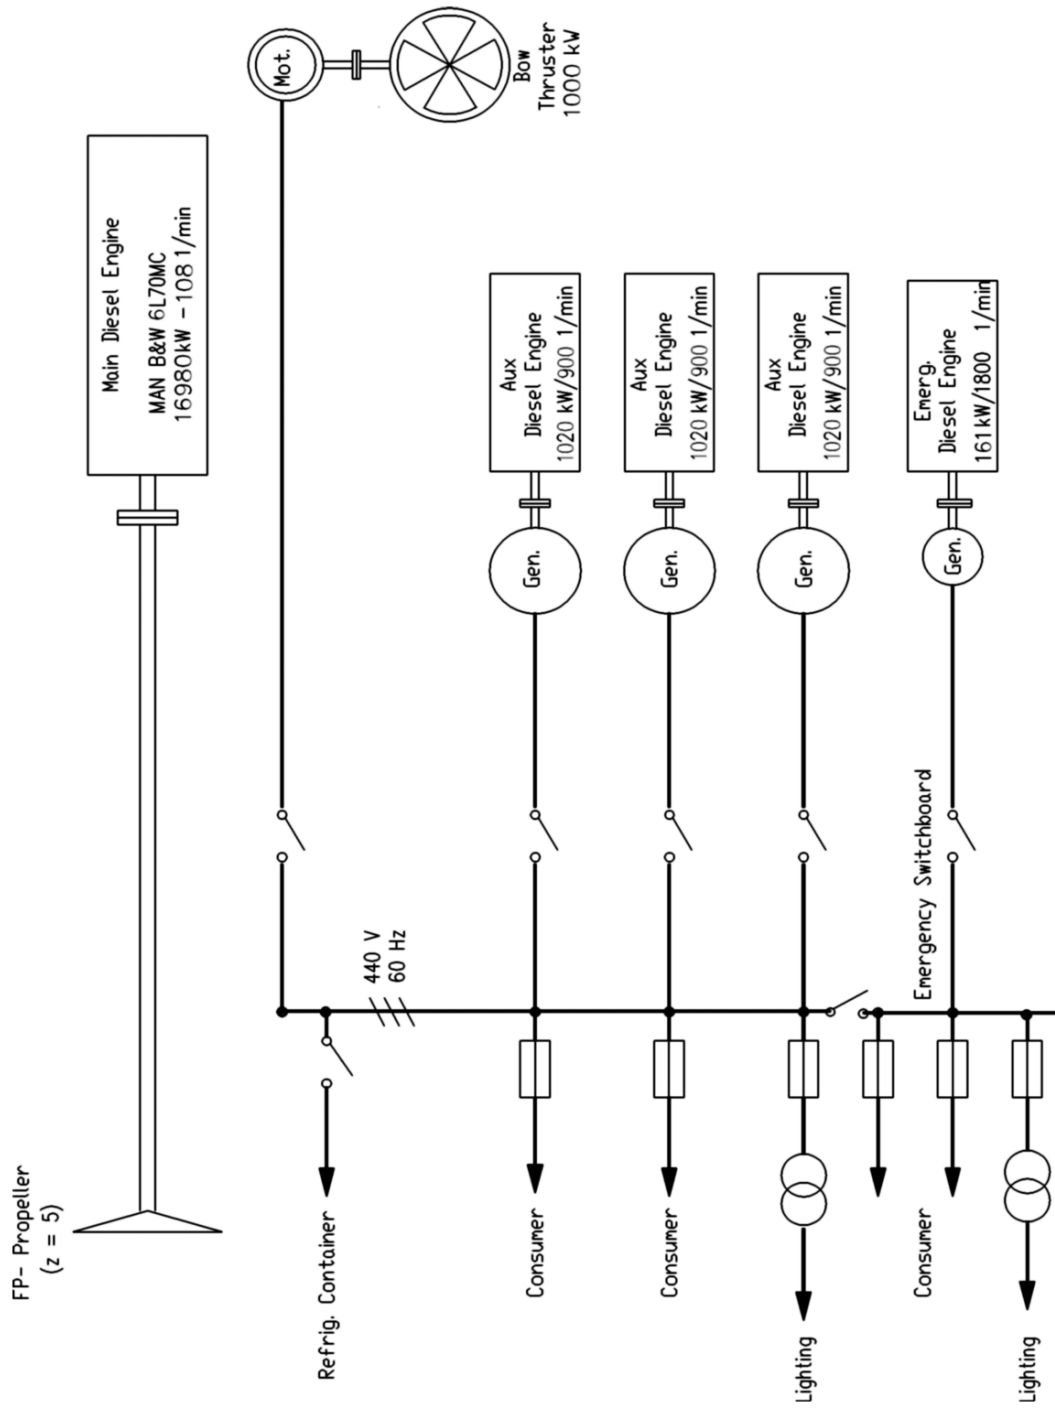 FP- Propeller
(z = 5)
Main Diesel Engine
MAN B&W 6L70MC
16980kW - 108 1/min
Mot.
Bow
Thruster
1000 kW
Refrig. Container
440 V
60 Hz
Consumer
Gen.
Aux
Diesel Engine
1020 kW/900 1/min
Consumer
Gen.
Aux
Diesel Engine
1020 kW/900 1/min
Lighting
Gen.
Aux
Diesel Engine
1020 kW/900 1/min
Consumer
Emergency Switchboard
Gen.
Emerg.
Diesel Engine
161kW/1800 1/min
Lighting